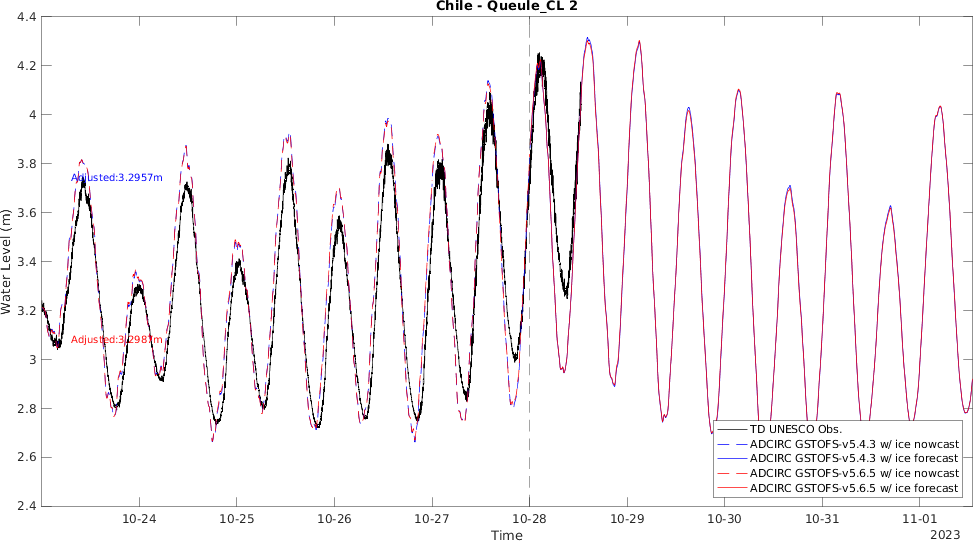 Chile - Queule_CL 2
4.4
4.2
4
3.8
3.6
3.4
3.2
3
2.8
2.6
2.4
Water Level (m)
Adjusted:3.2957m
Adjusted:3.2987m
TD UNESCO Obs.
ADCIRC GSTOFS-v5.4.3 w/ ice nowcast
ADCIRC GSTOFS-v5.4.3 w/ ice forecast
ADCIRC GSTOFS-v5.6.5 w/ ice nowcast
ADCIRC GSTOFS-v5.6.5 w/ ice forecast
10-24 10-25 10-26 10-27 10-28 10-29 10-30 10-31 11-01
Time
2023